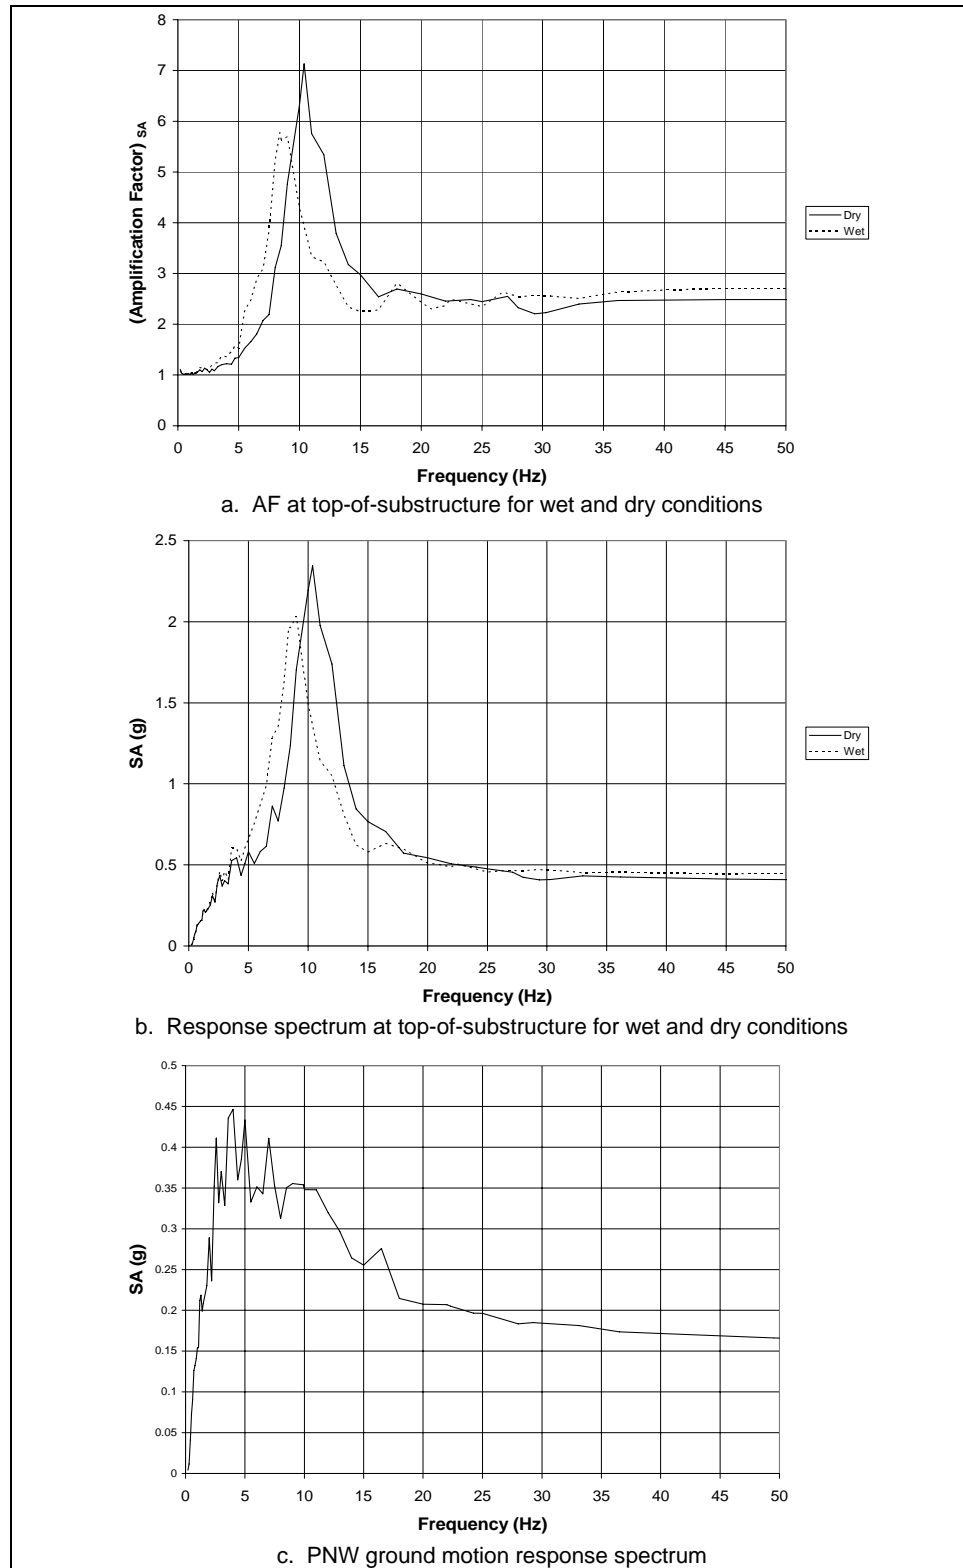 8
7
6
5
4
3
2
1
0
(Amplification Factor) SA
0 5 10 15 20 25 30 35 40 45 50
Frequency (Hz)
Dry
Wet
a. AF at top-of-substructure for wet and dry conditions
2.5
2
1.5
1
0.5
0
SA (g)
0 5 10 15 20 25 30 35 40 45 50
Frequency (Hz)
Dry
Wet
b. Response spectrum at top-of-substructure for wet and dry conditions
0.5
0.45
0.4
0.35
0.3
0.25
0.2
0.15
0.1
0.05
0
SA (g)
0 5 10 15 20 25 30 35 40 45 50
Frequency (Hz)
c. PNW ground motion response spectrum